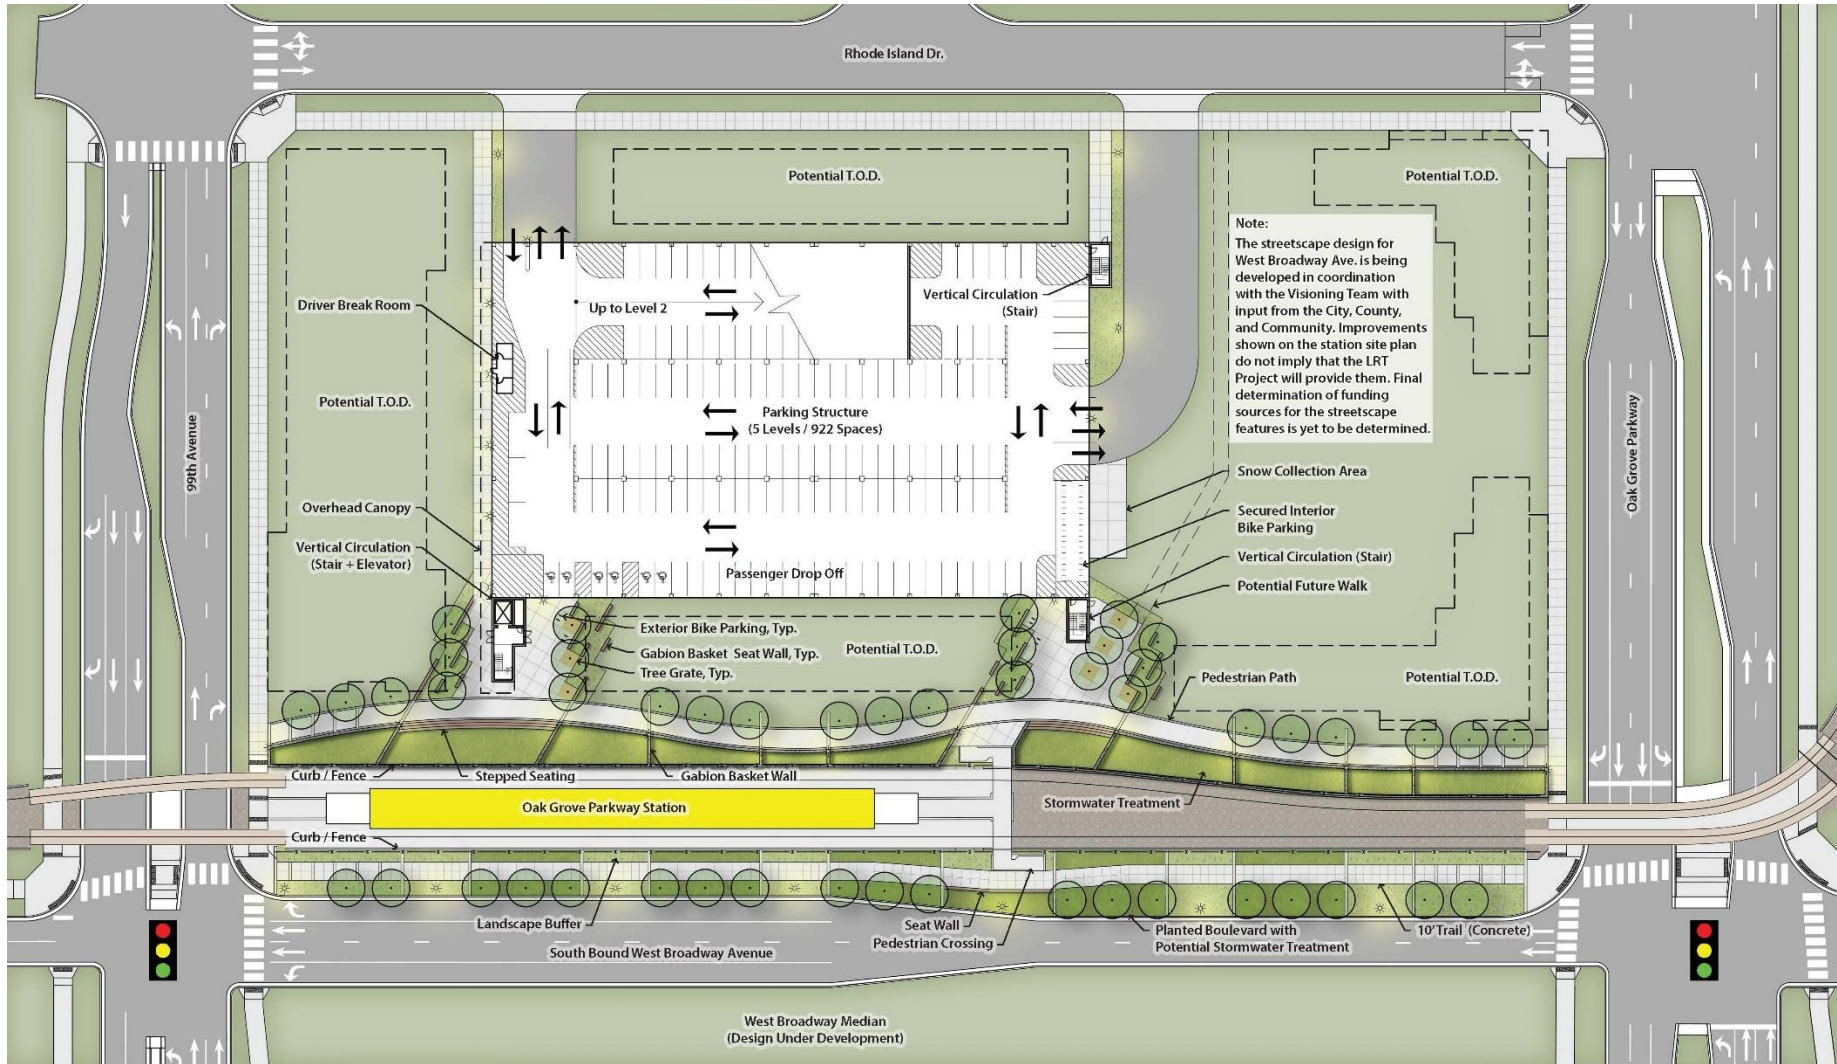 Rhode Island Dr.
Potential T.O.D.
Potential T.O.D.
Note:
The streetscape design for
West Broadway Ave. is being
developed in coordination
with the Visioning Team with
input from the City, County,
and Community. Improvements
shown on the station site plan
do not imply that the LRT
Project will provide them. Final
determination of funding
sources for the streetscape
features is yet to be determined.
Driver Break Room
Up to Level 2
Vertical Circulation
(Stair)
Potential T.O.D.
Parking Structure
(5 Levels / 922 Spaces)
99th Avenue
Oak Grove Parkway
Snow Collection Area
Overhead Canopy
Secured Interior
Bike Parking
Vertical Circulation
(Stair + Elevator)
Vertical Circulation (Stair)
Passenger Drop Off
Potential Future Walk
Exterior Bike Parking, Typ.
Gabion Basket Seat Wall, Typ.
Potential T.O.D.
Tree Grate, Typ.
Pedestrian Path
Potential T.O.D.
Curb / Fence
Stepped Seating
Gabion Basket Wall
Oak Grove Parkway Station
Stormwater Treatment
Curb / Fence
Landscape Buffer
Seat Wall
Pedestrian Crossing
Planted Boulevard with
Potential Stormwater Treatment
10' Trail (Concrete)
South Bound West Broadway Avenue
West Broadway Median
(Design Under Development)